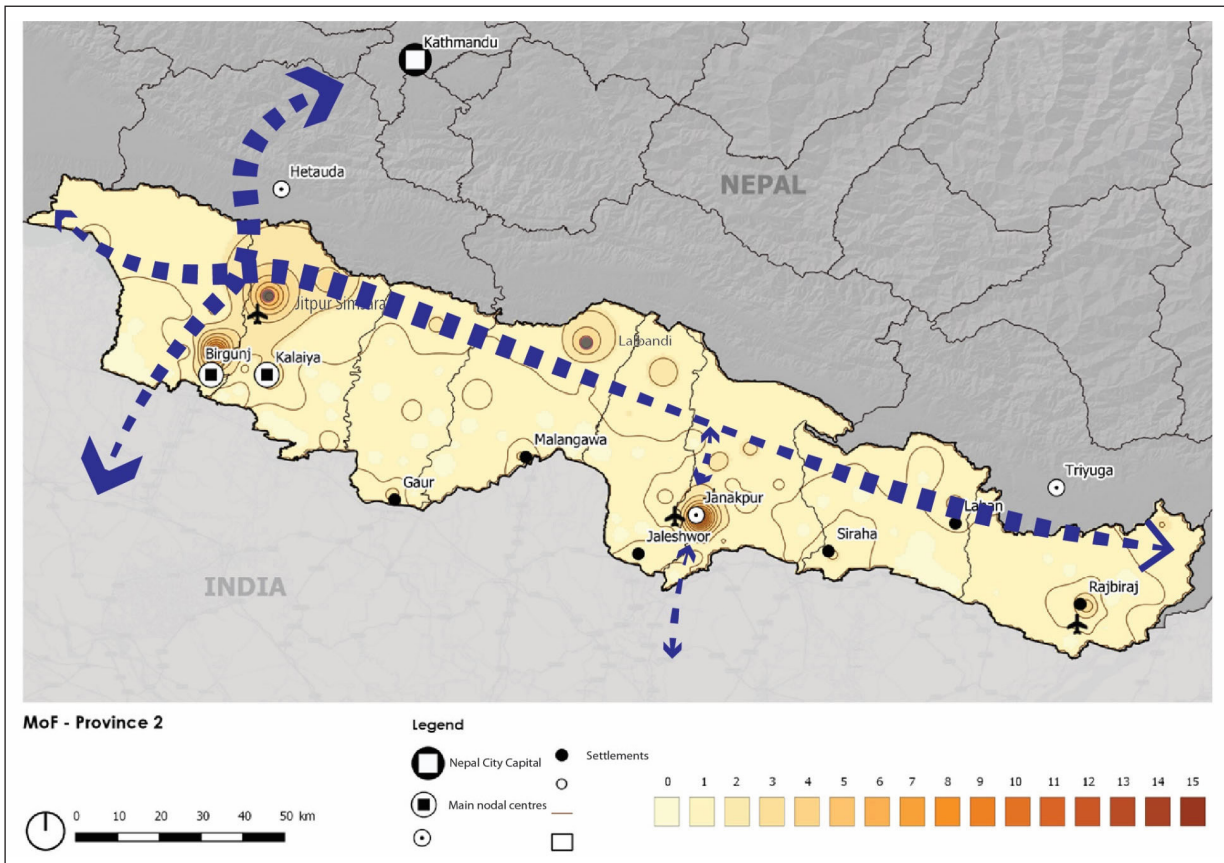 Kathmandu
Hetauda
NEPAL
Jitpur Simara
Birgunj
Kalaiya
Lalbandi
Malangawa
Gaur
Triyuga
Janakpur
Lahan
Jaleshwor
Siraha
INDIA
Rajbiraj
MoF - Province 2
Legend
Nepal City Capital
Settlements
Main nodal centres
0 10 20 30 40 50 km
0 1 2 3 4 5 6 7 8 9 10 11 12 13 14 15